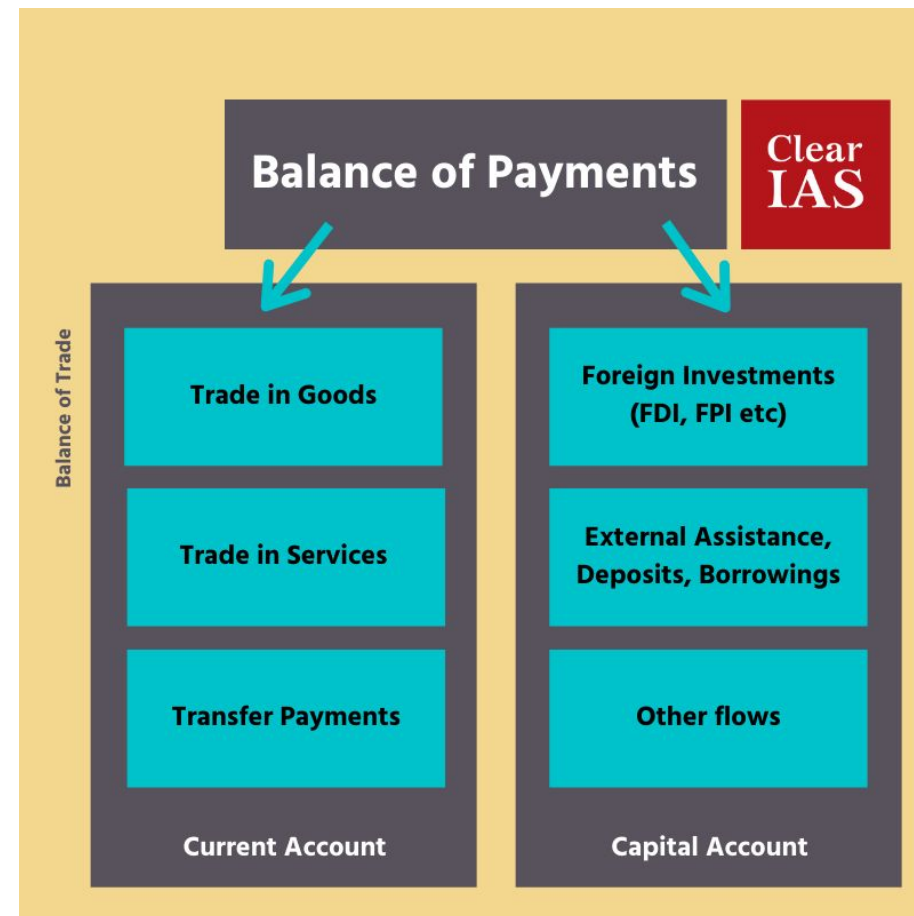 Balance of Payments
Clear
IAS
Balance of Trade
Trade in Goods
Trade in Services
Transfer Payments
Current Account
Foreign Investments
(FDI, FPI etc)
External Assistance,
Deposits, Borrowings
Other flows
Capital Account